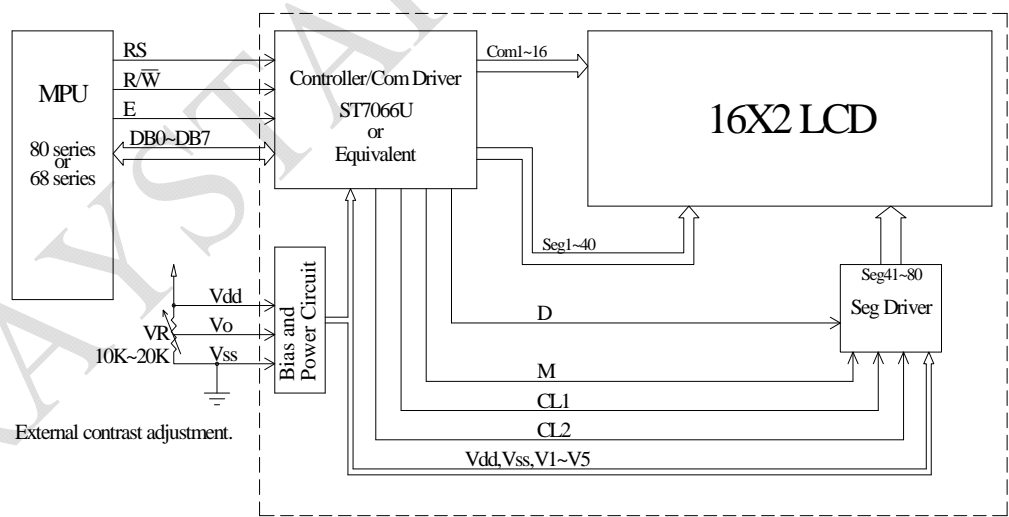 MPU
80 series
or
68 series
RS
R/W̅
E
DB0~DB7
Controller/Com Driver
ST7066U
or
Equivalent
Com1~16
16X2 LCD
Seg1~40
Seg41~80
Seg Driver
Vdd
Vo
Vss
VR
10K~20K
Bias and
Power Circuit
D
M
CL1
CL2
Vdd,Vss,V1~V5
External contrast adjustment.